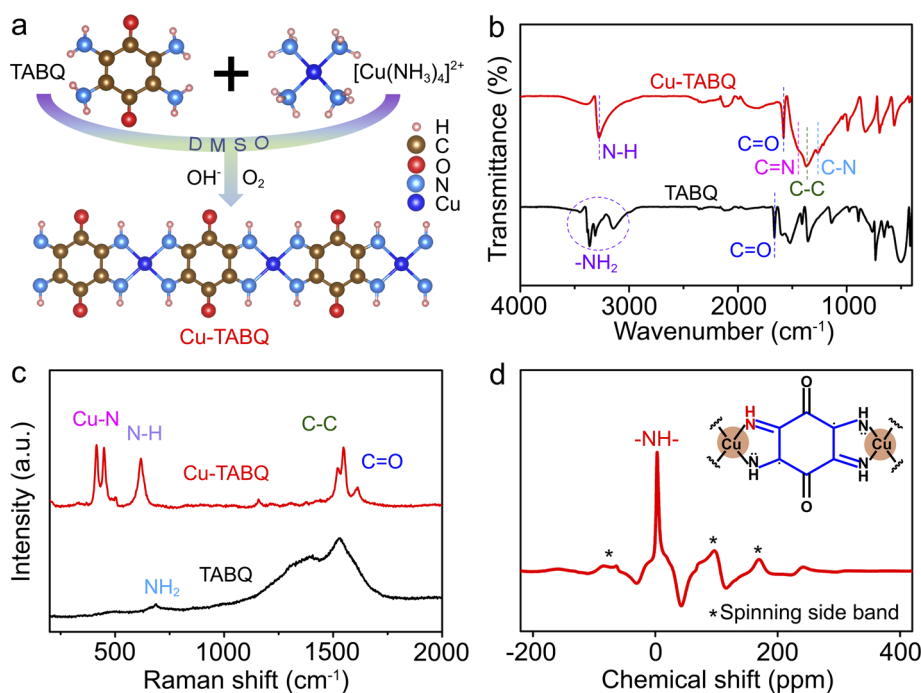 a
TABQ
[Cu(NH₃)₄]²⁺
DMSO
OH⁻
O₂
H
C
O
N
Cu
Cu-TABQ
b
Transmittance (%)
Cu-TABQ
N-H
C=O
C=N
C-N
C-C
TABQ
-NH₂
C=O
4000 3000 2000 1000
Wavenumber (cm⁻¹)
c
Intensity (a.u.)
Cu-N
N-H
C-C
C=O
Cu-TABQ
TABQ
NH₂
500 1000 1500 2000
Raman shift (cm⁻¹)
d
-NH-
O
H
N
H
N
Cu
Cu
N
H
N
H
O
* * *
*Spinning side band
-200 0 200 400
Chemical shift (ppm)